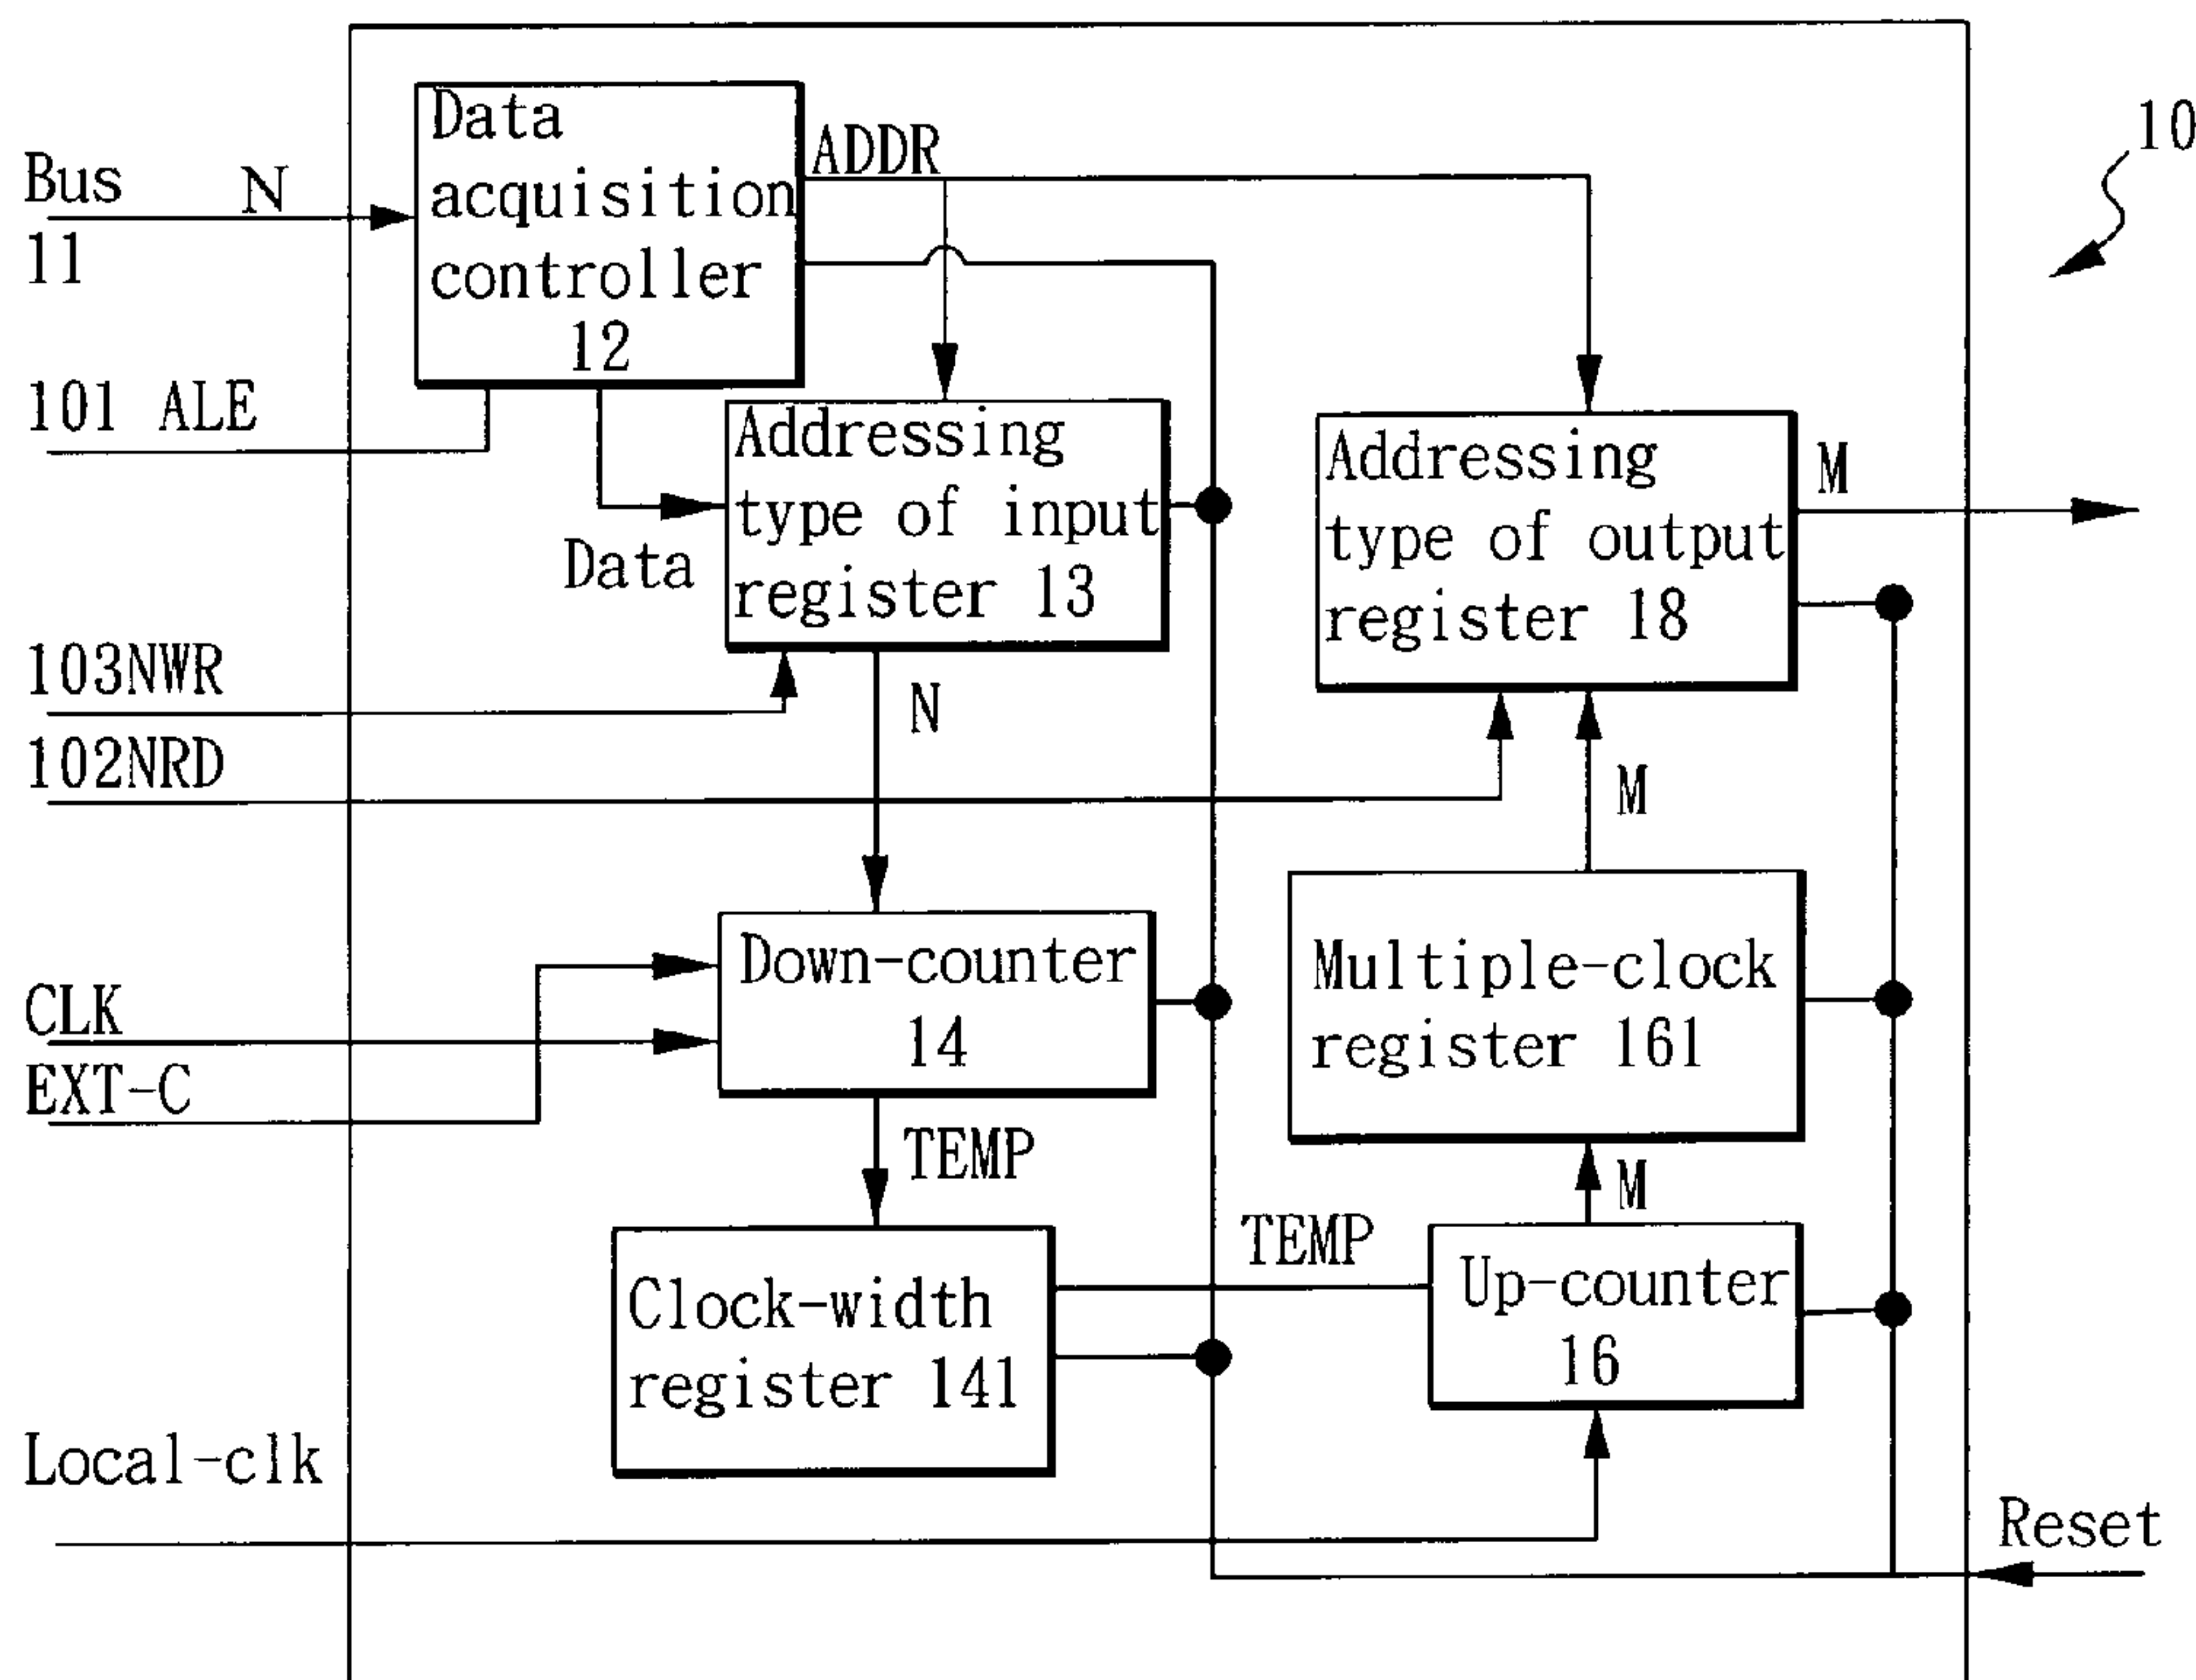 Data
acquisition
controller
12
ADDR
10
Bus
N
11
101 ALE
Data
Addressing
type of input
register 13
Addressing
type of output
register 18
M
103NWR
N
102NRD
M
Down-counter
14
Multiple-clock
register 161
CLK
EXT-C
TEMP
M
TEMP
Clock-width
register 141
Up-counter
16
Local-clk
Reset